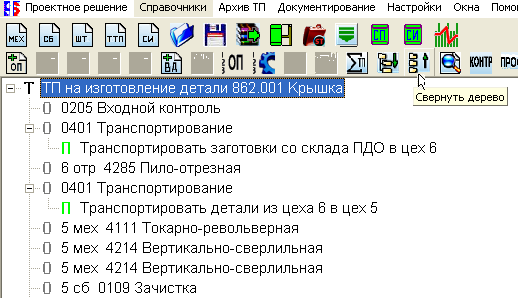 Проектное решение Справочники Архив ТП Документирование Настройки Окна
МЕХ СБ ШТ ТТП СИ СП СИ
+ОП +ВА ОП ΣТП КОНТР
Свернуть дерево
Т ТП на изготовление детали 862.001 Крышка
0205 Входной контроль
0401 Транспортирование
П Транспортировать заготовки со склада ПДО в цех 6
6 отр 4285 Пило-отрезная
0401 Транспортирование
П Транспортировать детали из цеха 6 в цех 5
5 мех 4111 Токарно-револьверная
5 мех 4214 Вертикально-сверлильная
5 мех 4214 Вертикально-сверлильная
5 сб 0109 Зачистка